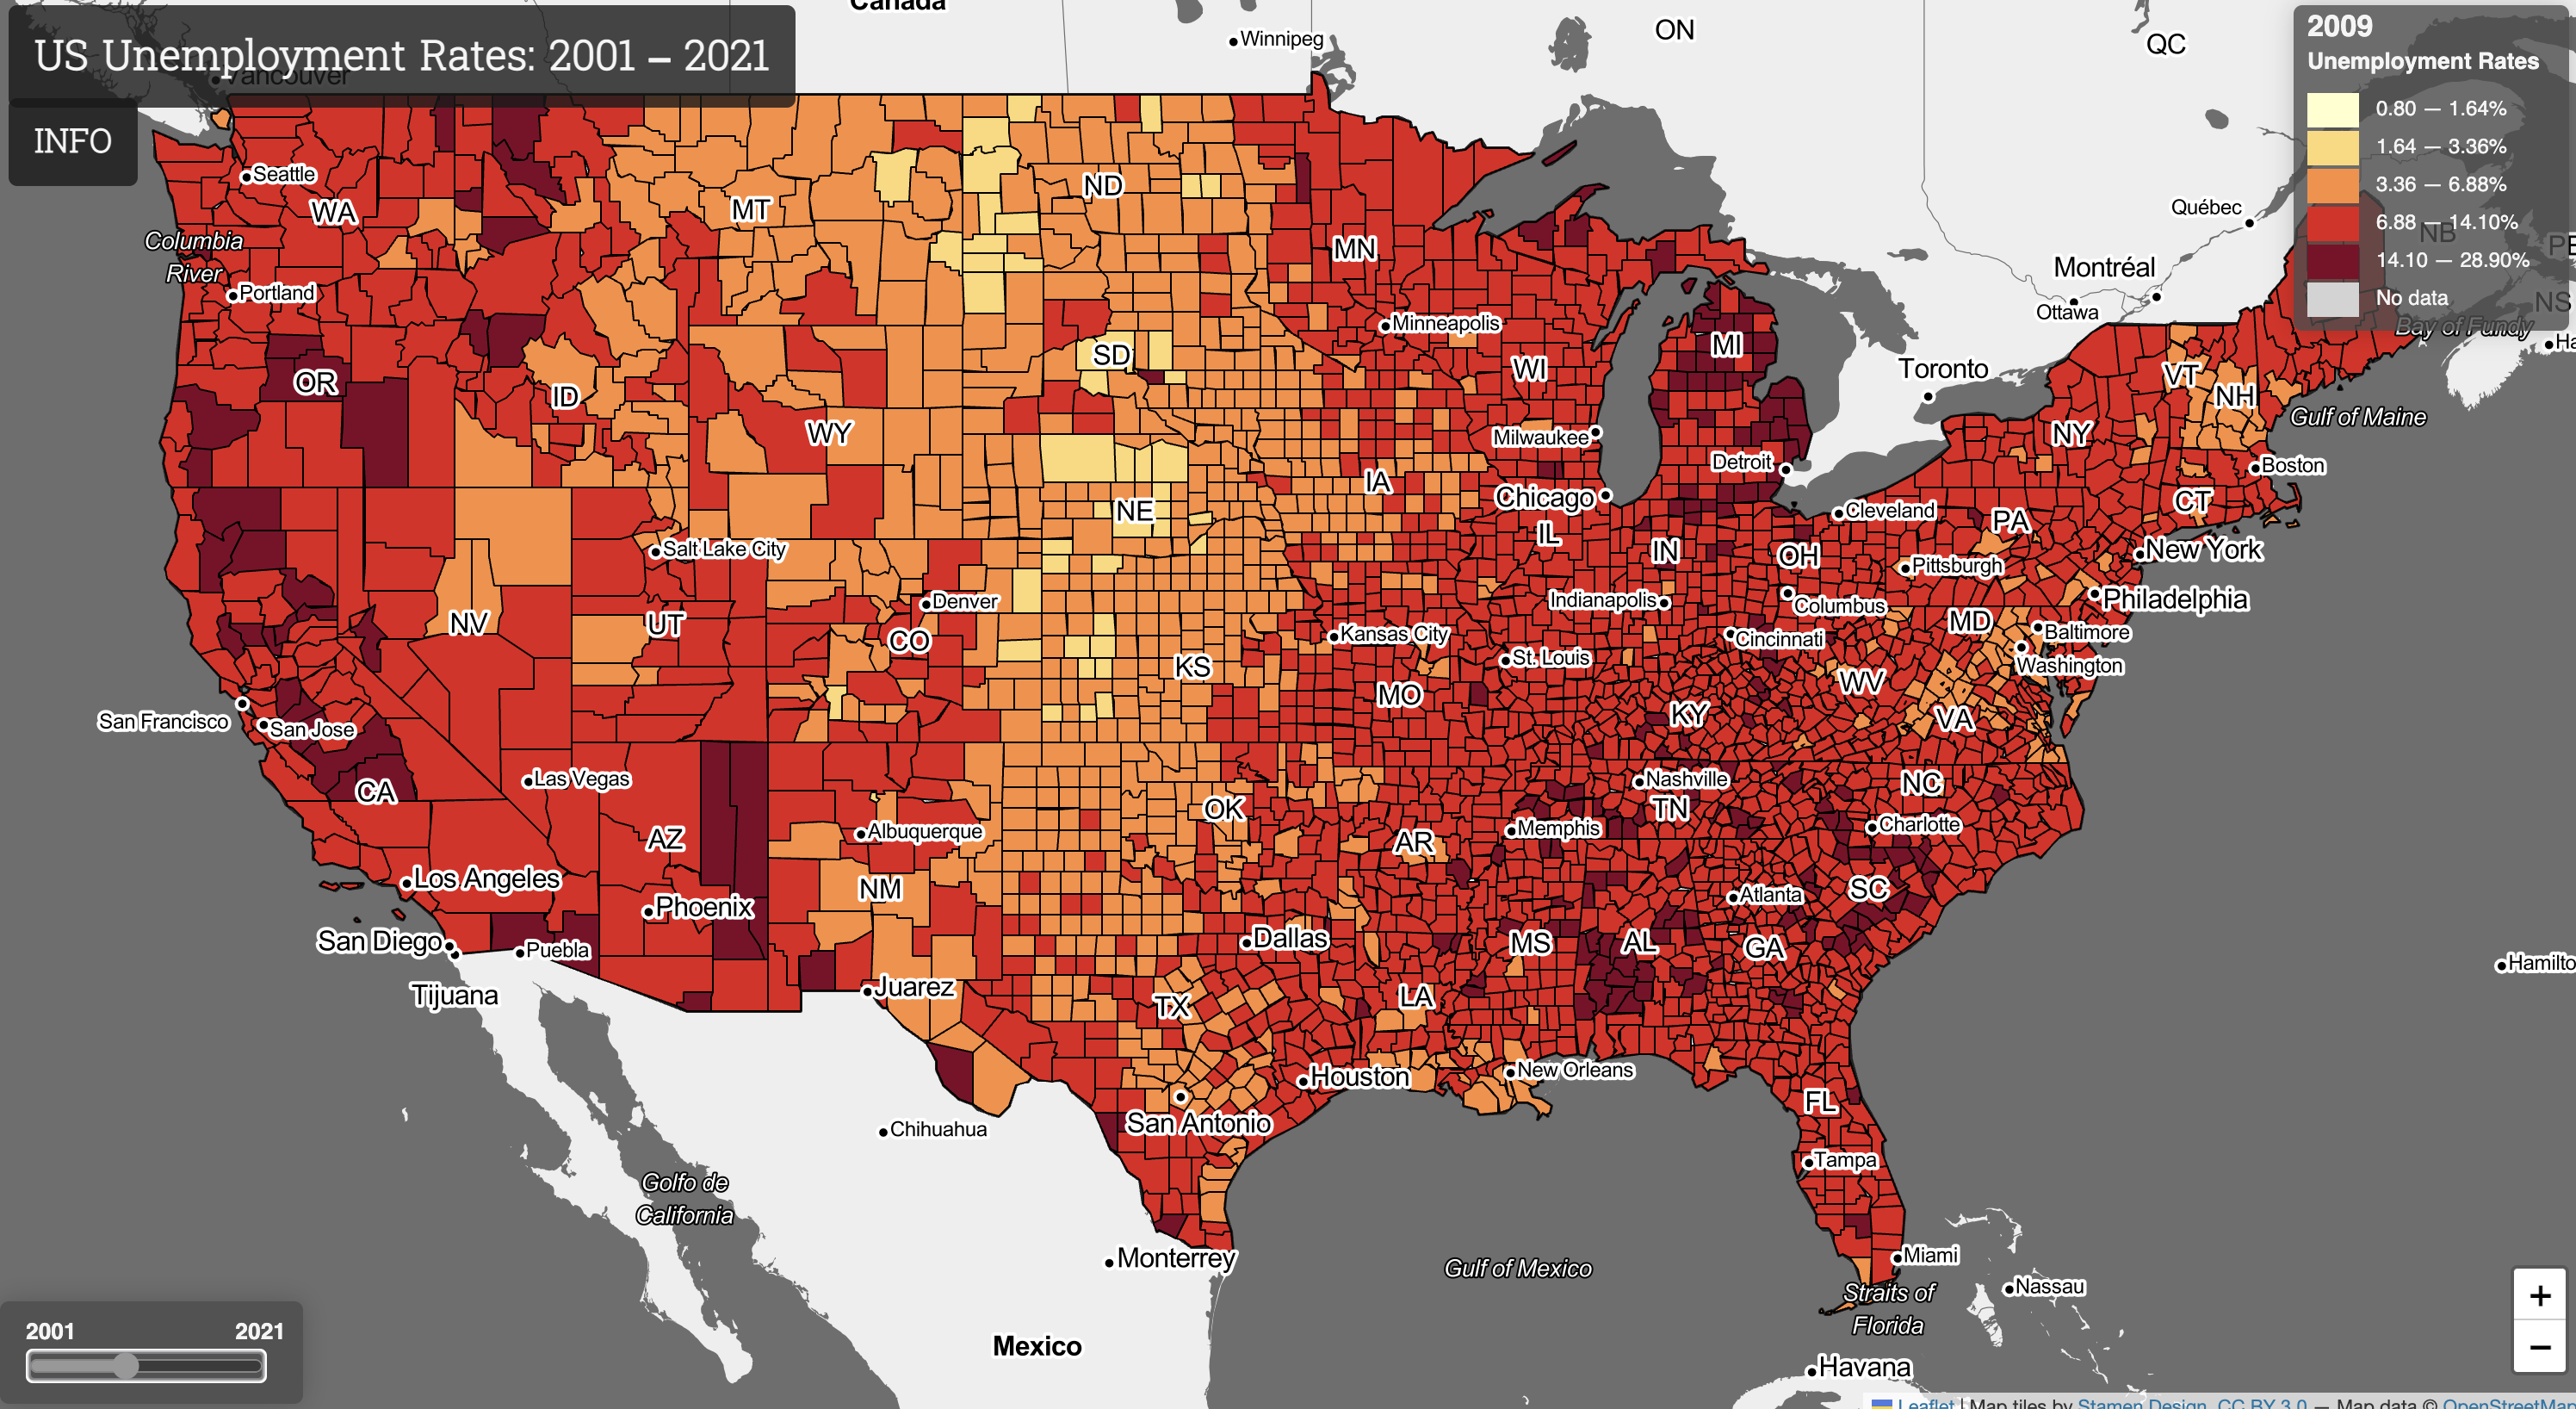 Canada
US Unemployment Rates: 2001 – 2021
Vancouver
INFO
2009
Unemployment Rates
0.80 — 1.64%
1.64 — 3.36%
3.36 — 6.88%
6.88 — 14.10%
14.10 — 28.90%
No data
Winnipeg
ON
QC
NB
NS
Québec
Montréal
Ottawa
Bay of Fundy
Toronto
Gulf of Maine
Seattle
WA
Columbia
River
Portland
OR
MT
ID
WY
ND
SD
MN
Minneapolis
WI
Milwaukee
MI
Detroit
VT
NH
NY
Boston
CT
IA
Chicago
IL
IN
OH
Cleveland
PA
New York
Pittsburgh
Philadelphia
NE
Salt Lake City
NV
UT
Denver
CO
KS
Kansas City
St. Louis
MO
Indianapolis
Columbus
Cincinnati
MD
Baltimore
Washington
WV
VA
KY
San Francisco
San Jose
CA
Las Vegas
AZ
Albuquerque
NM
OK
AR
Nashville
TN
Memphis
NC
Charlotte
SC
Atlanta
Los Angeles
Phoenix
San Diego
Puebla
Tijuana
Juarez
Dallas
TX
MS
AL
GA
LA
Houston
New Orleans
San Antonio
Chihuahua
FL
Tampa
Miami
Golfo de
California
Monterrey
Gulf of Mexico
Straits of
Florida
Nassau
Mexico
Havana
2001 2021
+
−
Leaflet | Map tiles by Stamen Design, CC BY 3.0 — Map data ©